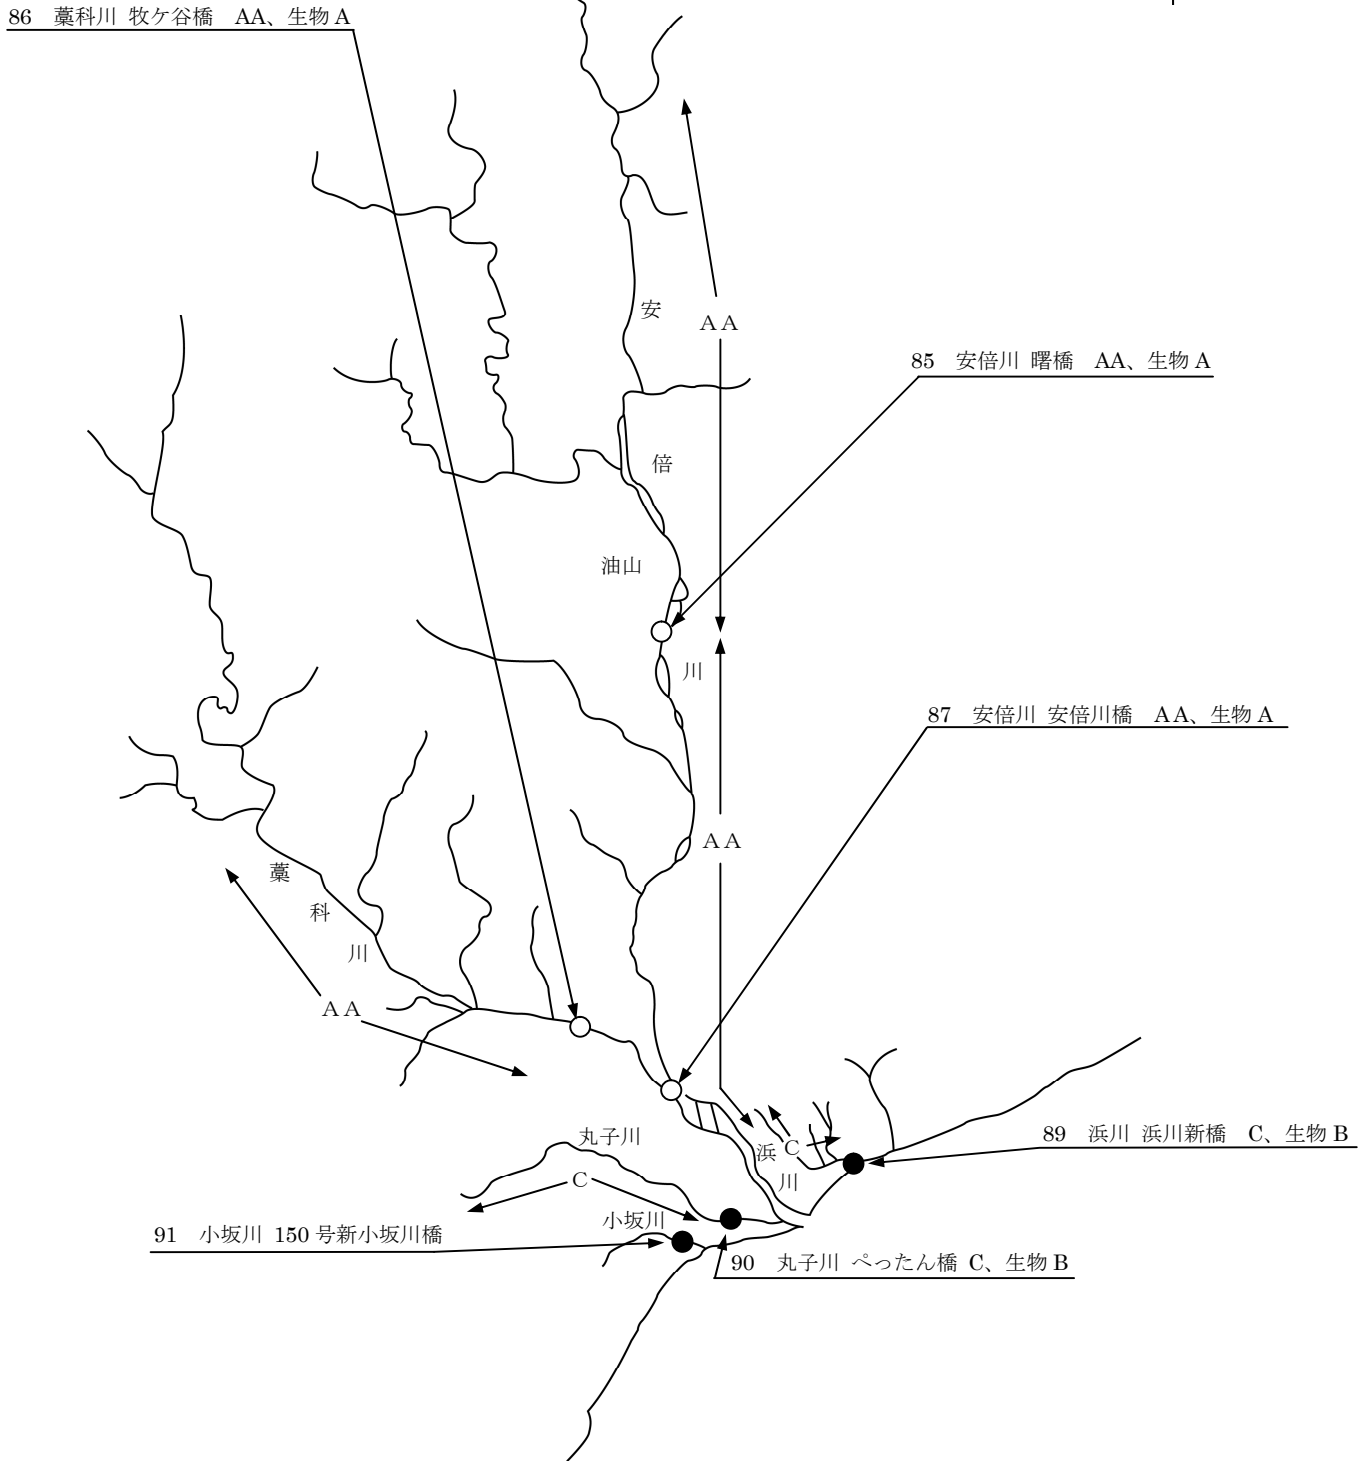 86 藁科川 牧ケ谷橋 AA、生物 A
安
AA
85 安倍川 曙橋 AA、生物 A
倍
油山
川
87 安倍川 安倍川橋 AA、生物 A
AA
藁
科
川
AA
丸子川
C
浜
川
C
89 浜川 浜川新橋 C、生物 B
小坂川
91 小坂川 150 号新小坂川橋
90 丸子川 ぺったん橋 C、生物 B